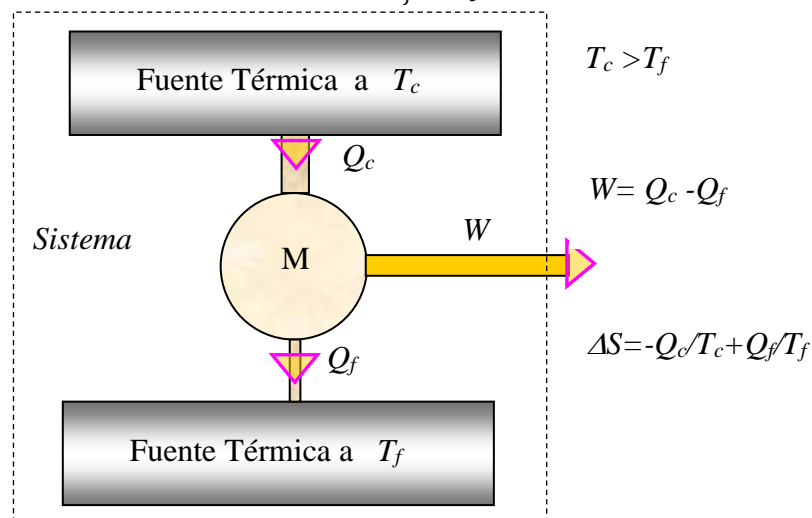 Fuente Térmica a Tc
Tc >Tf
Qc
W= Qc -Qf
Sistema
W
M
ΔS=-Qc/Tc+Qf/Tf
Qf
Fuente Térmica a Tf